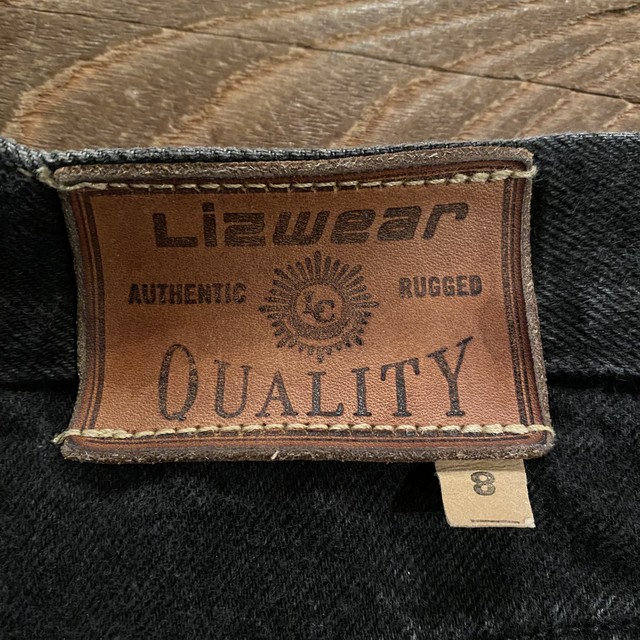 Lizwear
AUTHENTIC LC RUGGED
QUALITY
8